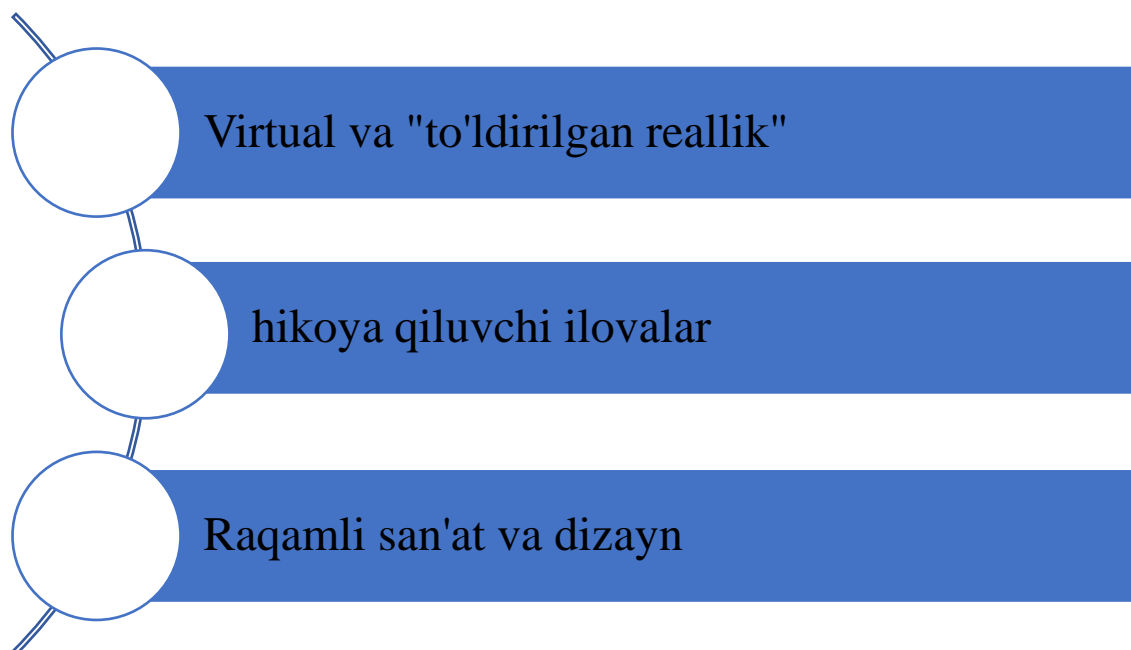 Virtual va "to'ldirilgan reallik"
hikoya qiluvchi ilovalar
Raqamli san'at va dizayn